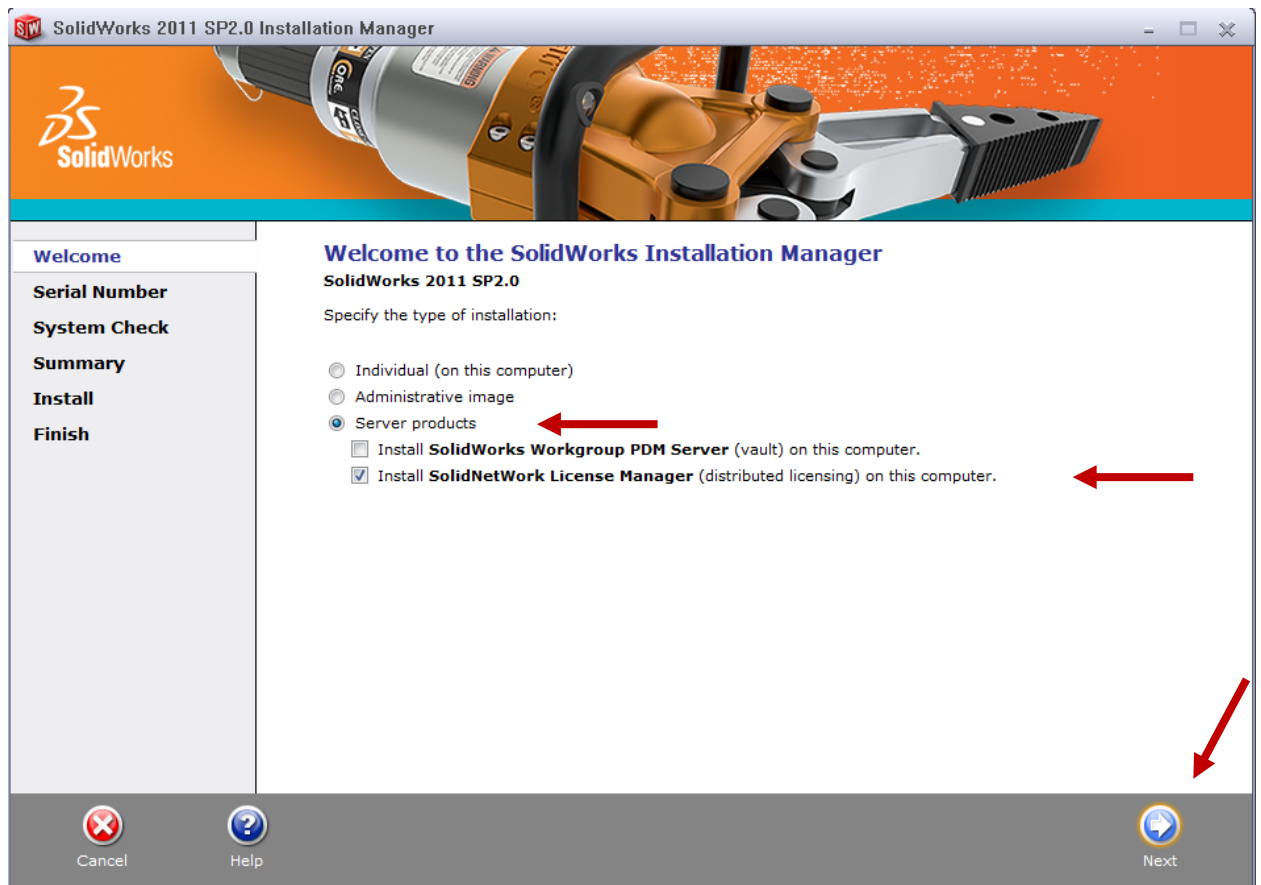 SolidWorks 2011 SP2.0 Installation Manager
WARNING
CORE
SolidWorks
Welcome
Serial Number
System Check
Summary
Install
Finish
Welcome to the SolidWorks Installation Manager
SolidWorks 2011 SP2.0
Specify the type of installation:
Individual (on this computer)
Administrative image
Server products
Install SolidWorks Workgroup PDM Server (vault) on this computer.
Install SolidNetWork License Manager (distributed licensing) on this computer.
Cancel
Help
Next